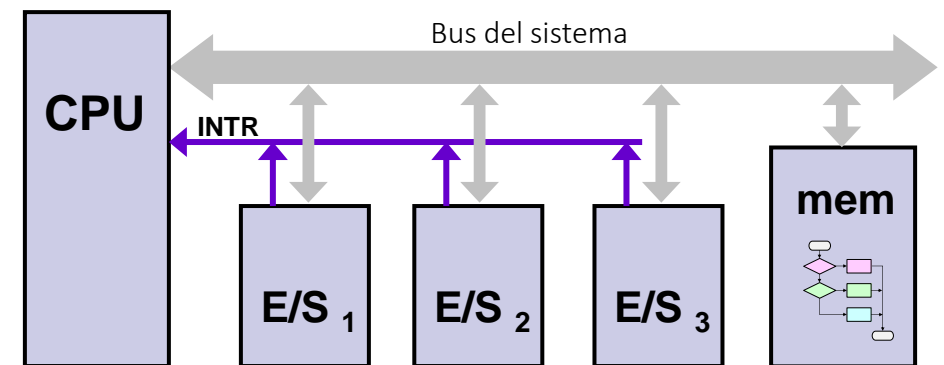 Bus del sistema
CPU
INTR
mem
E/S 1
E/S 2
E/S 3